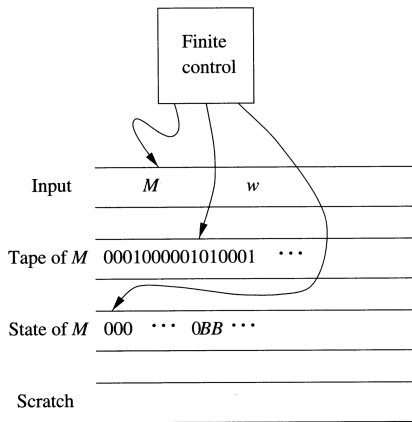 Finite
control
Input M w
Tape of M 0001000001010001 ···
State of M 000 ··· 0BB ···
Scratch